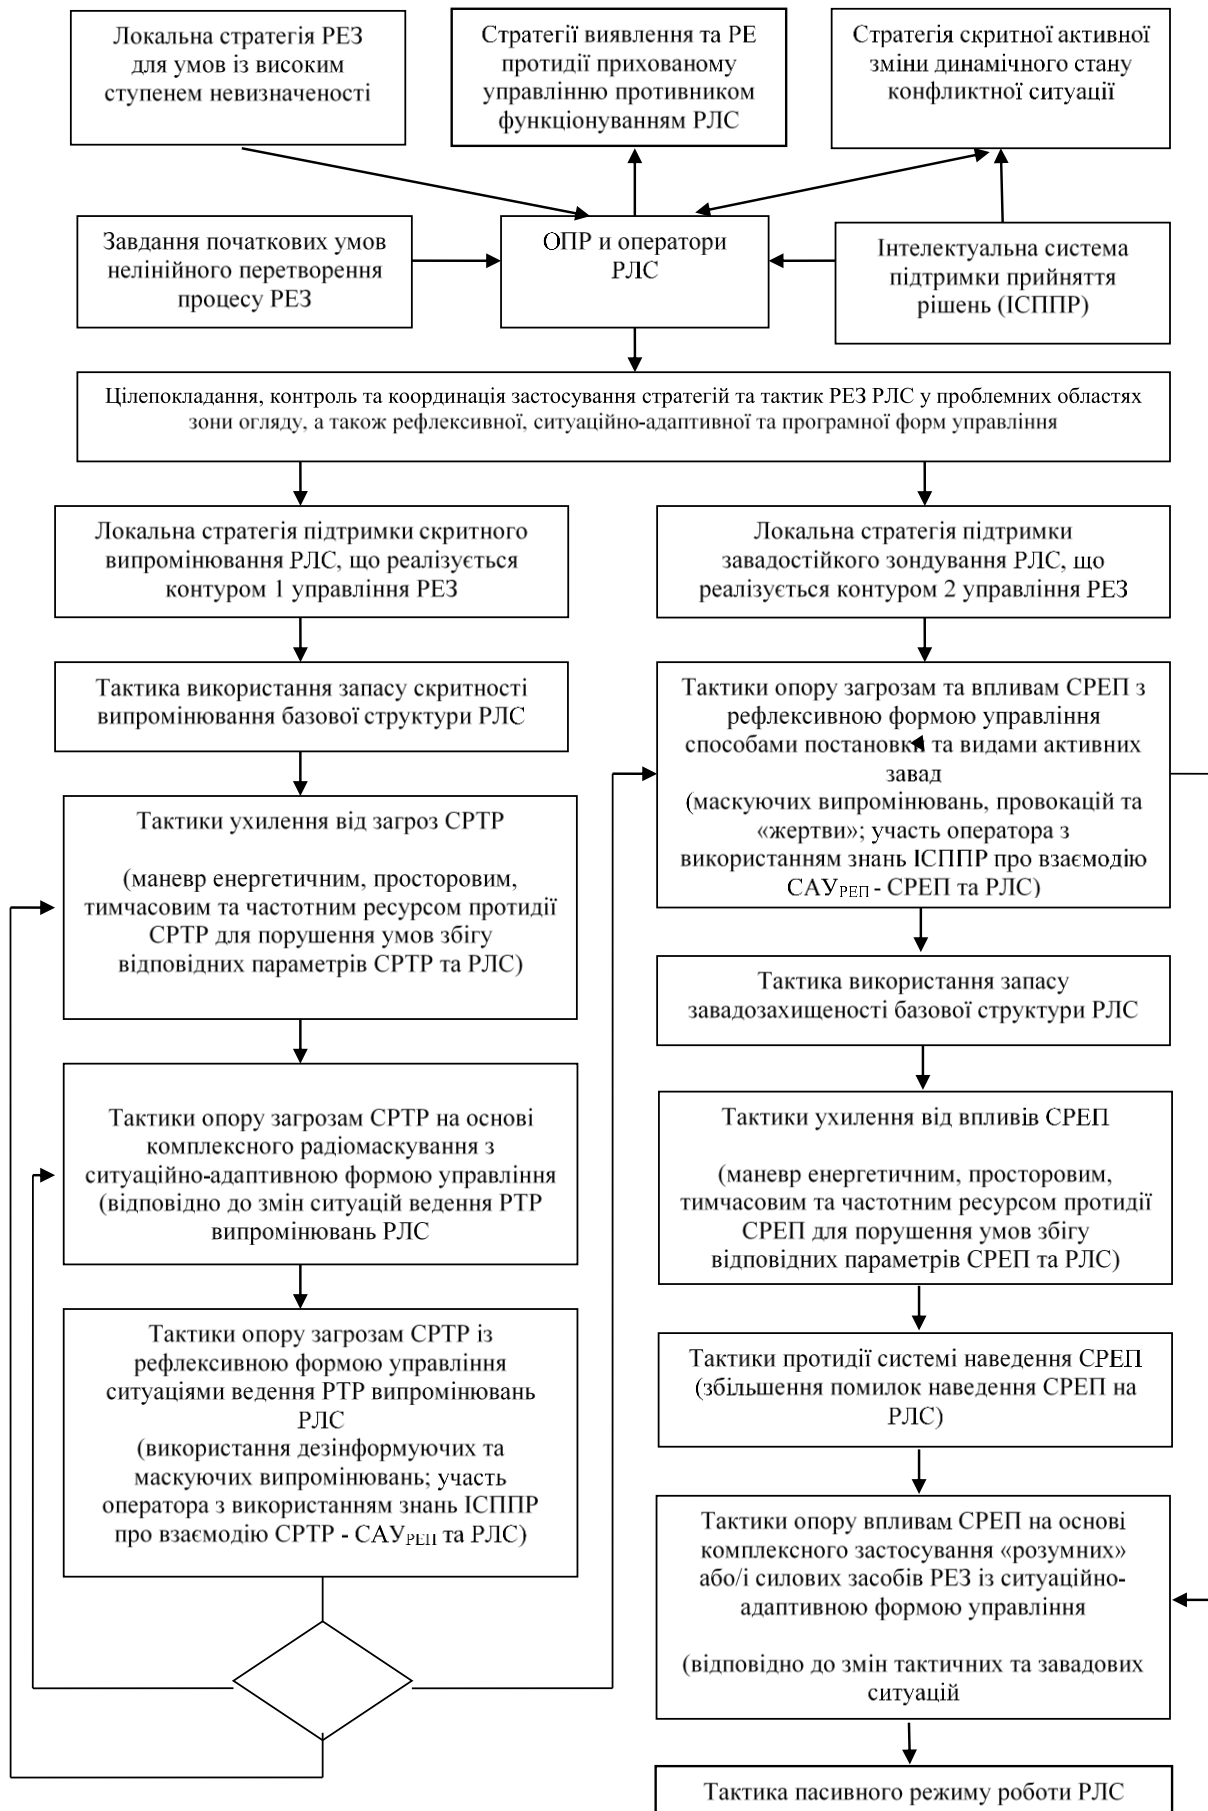 Локальна стратегія РЕЗ
для умов із високим
ступенем невизначеності
Стратегії виявлення та РЕ
протидії прихованому
управлінню противником
функціонуванням РЛС
Стратегія скритної активної
зміни динамічного стану
конфліктної ситуації
Завдання початкових умов
нелінійного перетворення
процесу РЕЗ
ОПР и оператори
РЛС
Інтелектуальна система
підтримки прийняття
рішень (ІСППР)
Цілепокладання, контроль та координація застосування стратегій та тактик РЕЗ РЛС у проблемних областях
зони огляду, а також рефлексивної, ситуаційно-адаптивної та програмної форм управління
Локальна стратегія підтримки скритного
випромінювання РЛС, що реалізується
контуром 1 управління РЕЗ
Тактика використання запасу скритності
випромінювання базової структури РЛС
Тактики ухилення від загроз СРТР
(маневр енергетичним, просторовим,
тимчасовим та частотним ресурсом протидії
СРТР для порушення умов збігу
відповідних параметрів СРТР та РЛС)
Тактики опору загрозам СРТР на основі
комплексного радіомаскування з
ситуаційно-адаптивною формою управління
(відповідно до змін ситуацій ведення РТР
випромінювань РЛС
Тактики опору загрозам СРТР із
рефлексивною формою управління
ситуаціями ведення РТР випромінювань
РЛС
(використання дезінформуючих та
маскуючих випромінювань; участь
оператора з використанням знань ІСППР
про взаємодію СРТР - САУРЕП та РЛС)
Локальна стратегія підтримки
завадостійкого зондування РЛС, що
реалізується контуром 2 управління РЕЗ
Тактики опору загрозам та впливам СРЕП з
рефлексивною формою управління
способами постановки та видами активних
завад
(маскуючих випромінювань, провокацій та
«жертви»; участь оператора з
використанням знань ІСППР про взаємодію
САУРЕП - СРЕП та РЛС)
Тактика використання запасу
завадозахищеності базової структури РЛС
Тактики ухилення від впливів СРЕП
(маневр енергетичним, просторовим,
тимчасовим та частотним ресурсом протидії
СРЕП для порушення умов збігу
відповідних параметрів СРЕП та РЛС)
Тактики протидії системі наведення СРЕП
(збільшення помилок наведення СРЕП на
РЛС)
Тактики опору впливам СРЕП на основі
комплексного застосування «розумних»
або/і силових засобів РЕЗ із ситуаційно-
адаптивною формою управління
(відповідно до змін тактичних та завадових
ситуацій
Тактика пасивного режиму роботи РЛС